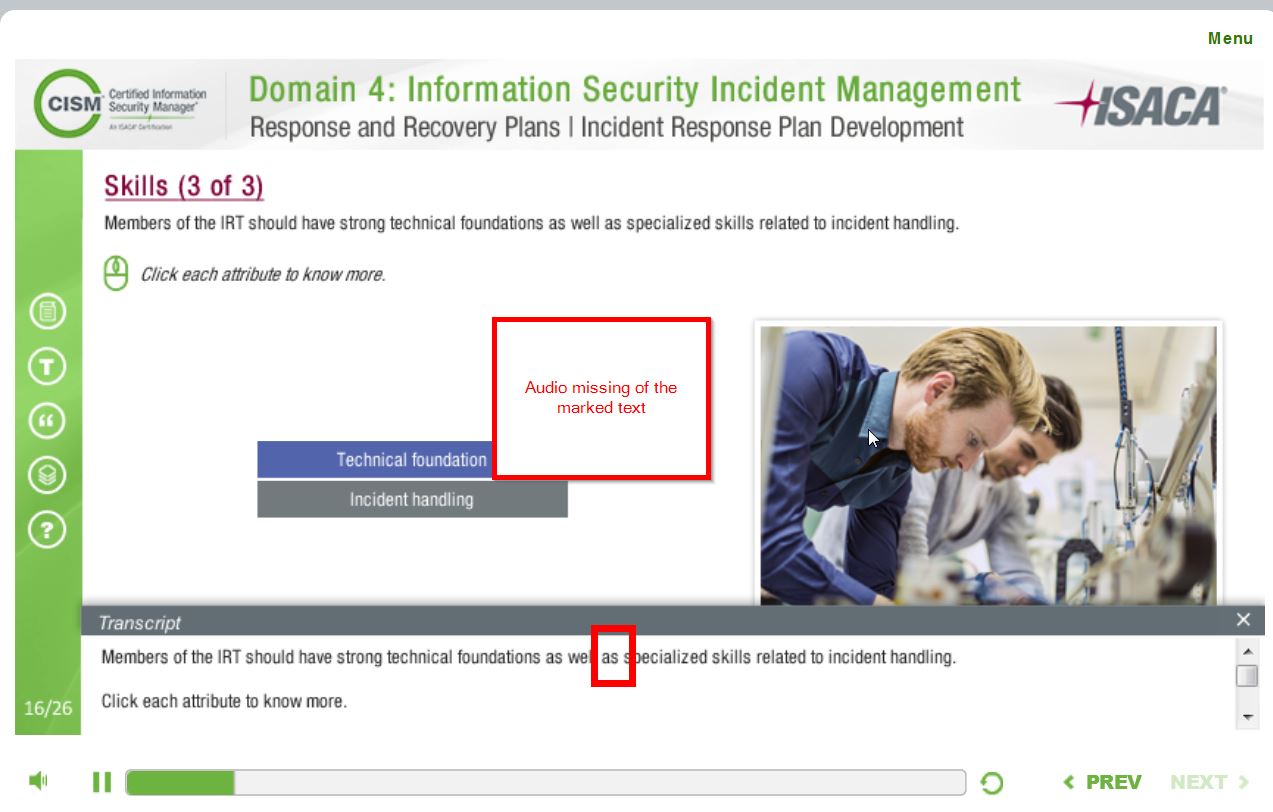 Menu
CISM
Certified Information
Security Manager®
An ISACA® Certification
Domain 4: Information Security Incident Management
Response and Recovery Plans | Incident Response Plan Development
ISACA®
Skills (3 of 3)
Members of the IRT should have strong technical foundations as well as specialized skills related to incident handling.
Click each attribute to know more.
Audio missing of the
marked text
Technical foundation
Incident handling
T
?
Transcript
Members of the IRT should have strong technical foundations as well as specialized skills related to incident handling.
Click each attribute to know more.
16/26
PREV
NEXT